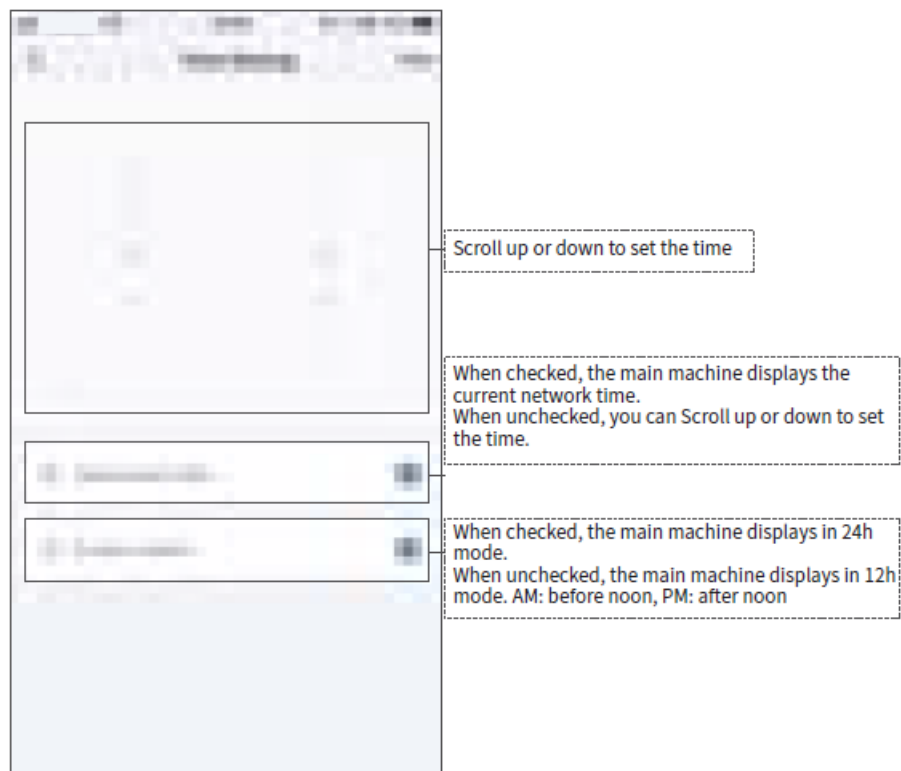 Scroll up or down to set the time
When checked, the main machine displays the
current network time.
When unchecked, you can Scroll up or down to set
the time.
When checked, the main machine displays in 24h
mode.
When unchecked, the main machine displays in 12h
mode. AM: before noon, PM: after noon